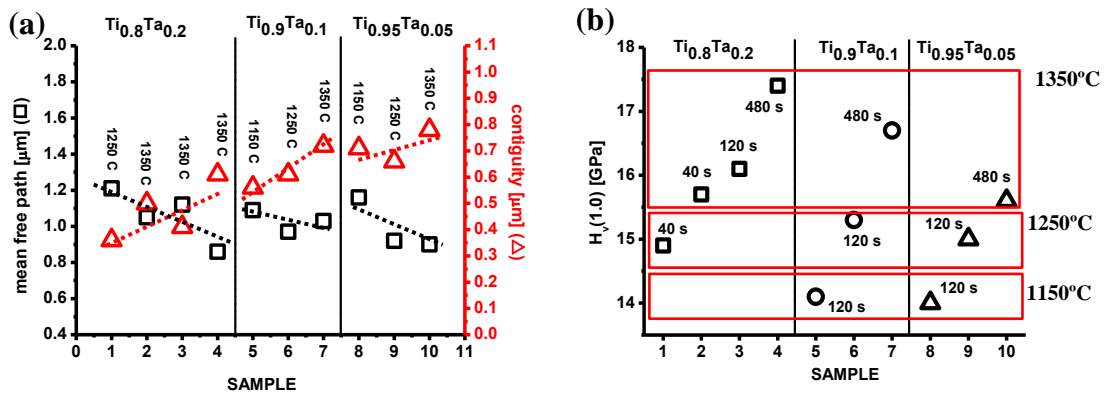 (a)
Ti0.8Ta0.2
Ti0.9Ta0.1
Ti0.95Ta0.05
mean free path [µm] (□)
2.0
1.8
1.6
1.4
1.2
1.0
0.8
0.6
0.4
1250 C
1350 C
1350 C
1350 C
1150 C
1250 C
1350 C
1150 C
1250 C
1350 C
1.1
1.0
0.9
0.8
0.7
0.6
0.5
0.4
0.3
0.2
0.1
0.0
contiguity [µm] (△)
0 1 2 3 4 5 6 7 8 9 10 11
SAMPLE
(b)
Ti0.8Ta0.2
Ti0.9Ta0.1
Ti0.95Ta0.05
Hv(1.0) [GPa]
18
17
16
15
14
480 s
120 s
40 s
480 s
480 s
1350ºC
40 s
120 s
120 s
1250ºC
120 s
120 s
1150ºC
1 2 3 4 5 6 7 8 9 10
SAMPLE